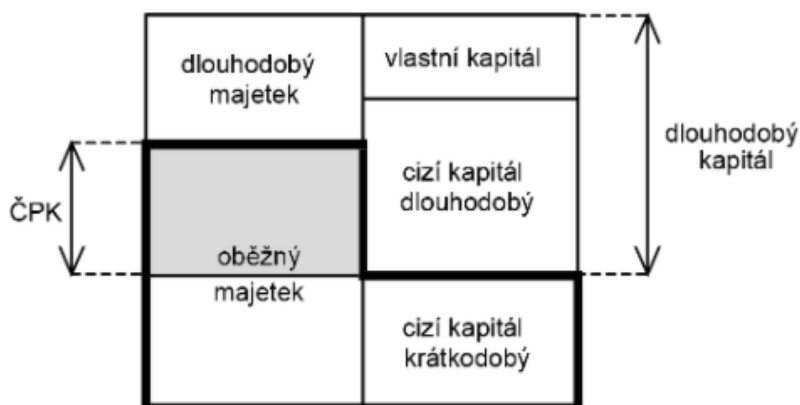 dlouhodobý
majetek
vlastní kapitál
dlouhodobý
kapitál
cizí kapitál
dlouhodobý
ČPK
oběžný
majetek
cizí kapitál
krátkodobý